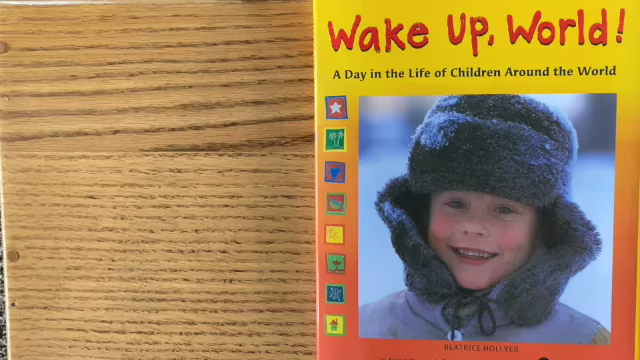 Wake Up, World!
A Day in the Life of Children Around the World
BEATRICE HOLLYER